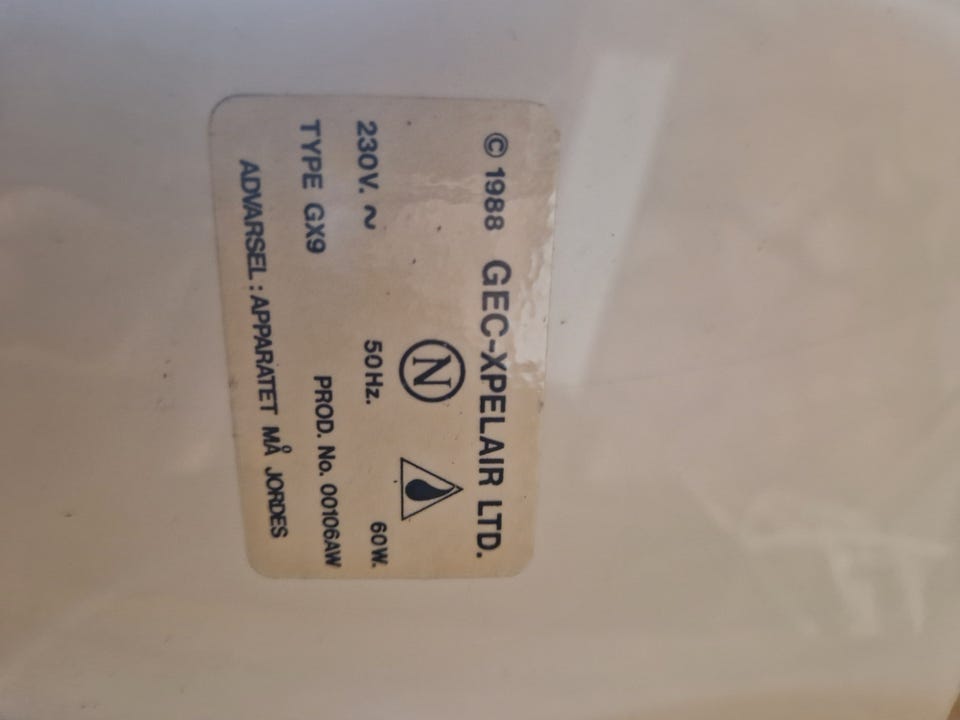 © 1988 GEC-XPELAIR LTD.
N
230V. ~ 50Hz. 60W.
TYPE GX9 PROD. No. 00106AW
ADVARSEL : APPARATET MÅ JORDES